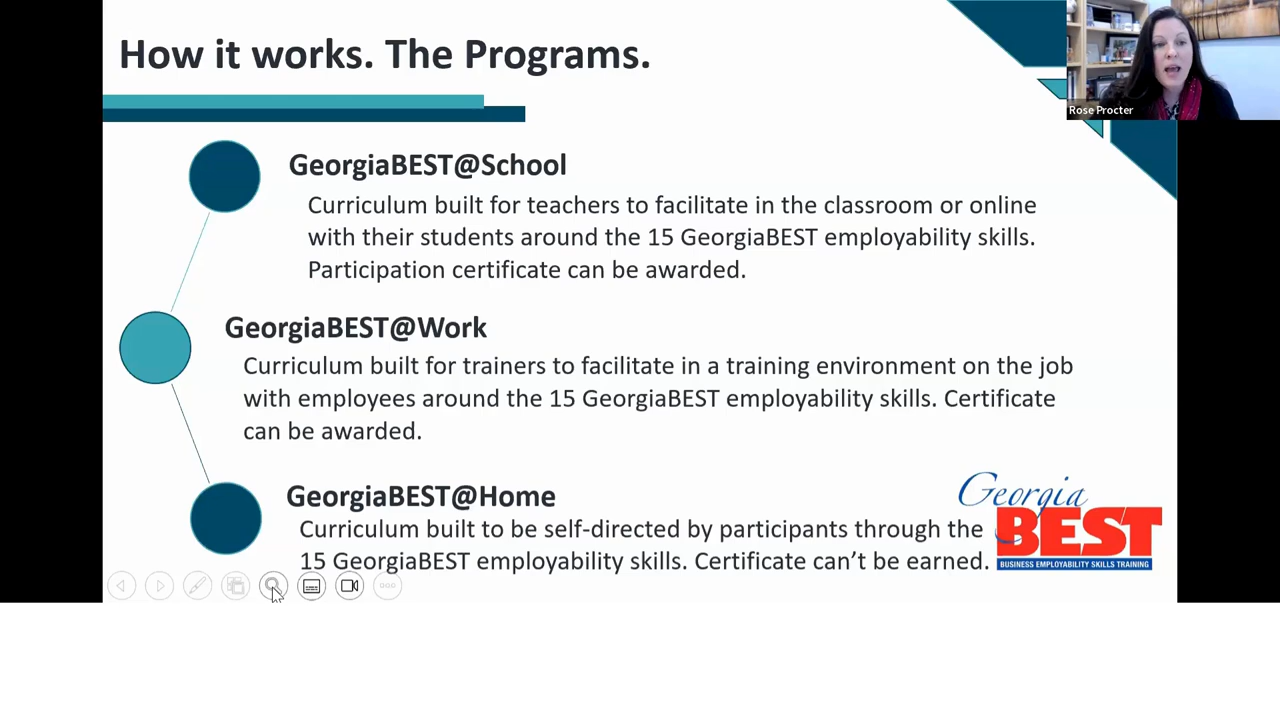 How it works. The Programs.
Rose Procter
GeorgiaBEST@School
Curriculum built for teachers to facilitate in the classroom or online
with their students around the 15 GeorgiaBEST employability skills.
Participation certificate can be awarded.
GeorgiaBEST@Work
Curriculum built for trainers to facilitate in a training environment on the job
with employees around the 15 GeorgiaBEST employability skills. Certificate
can be awarded.
GeorgiaBEST@Home
Curriculum built to be self-directed by participants through the
15 GeorgiaBEST employability skills. Certificate can’t be earned.
Georgia
BEST
BUSINESS EMPLOYABILITY SKILLS TRAINING